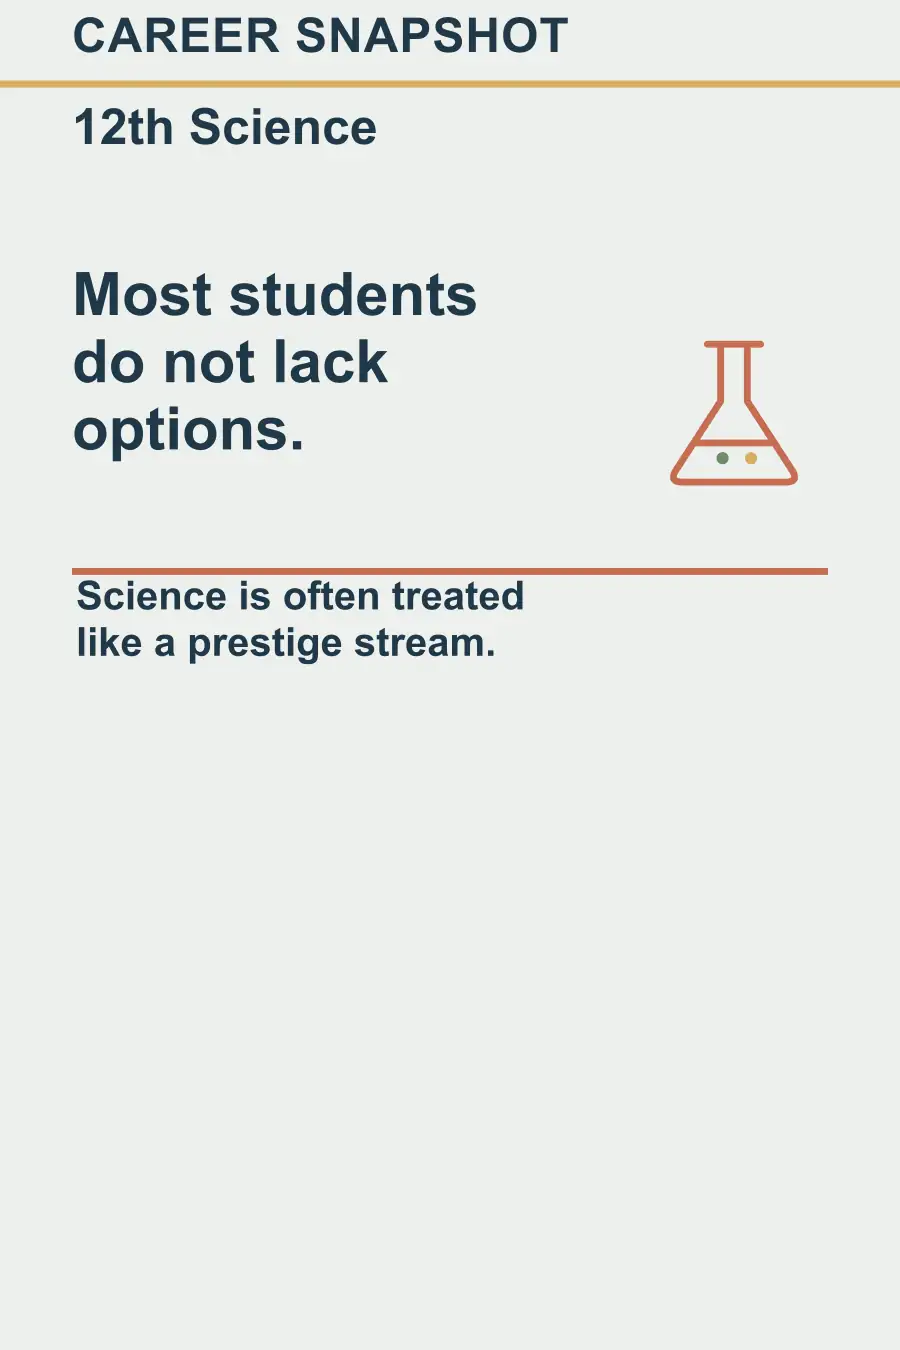 CAREER SNAPSHOT
12th Science
Most students
do not lack
options.
Science is often treated
like a prestige stream.